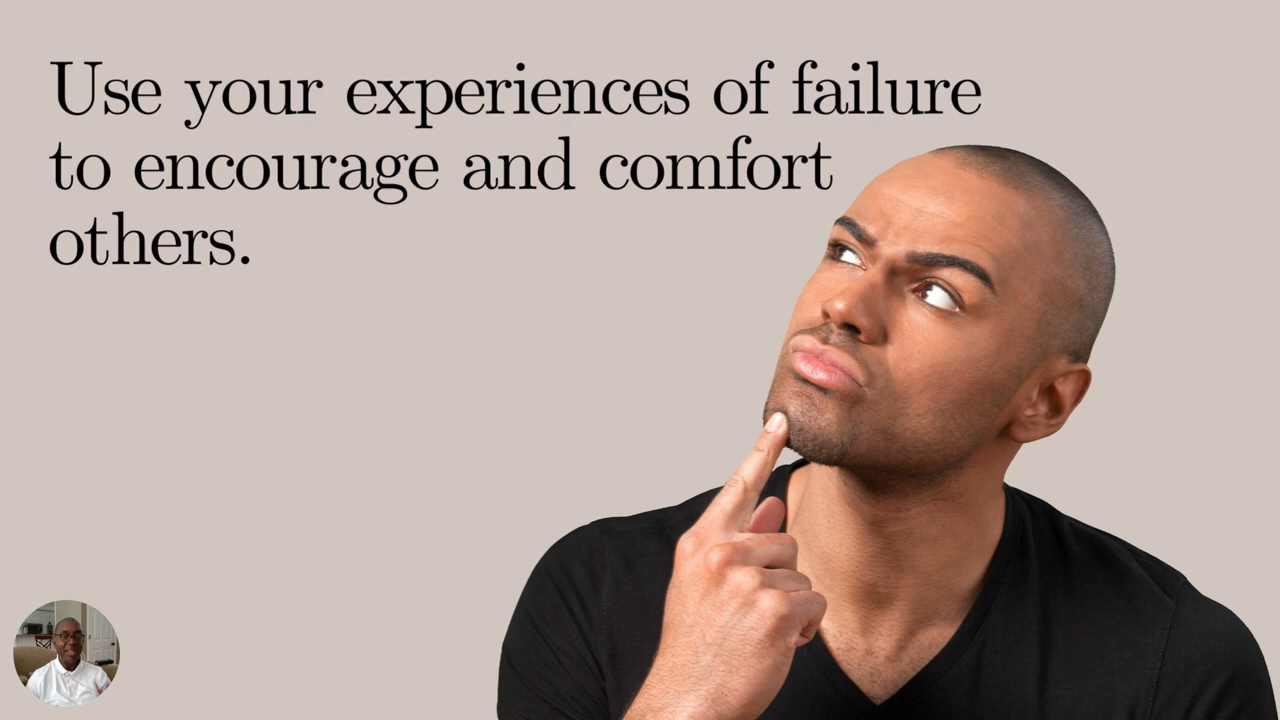 Use your experiences of failure
to encourage and comfort
others.